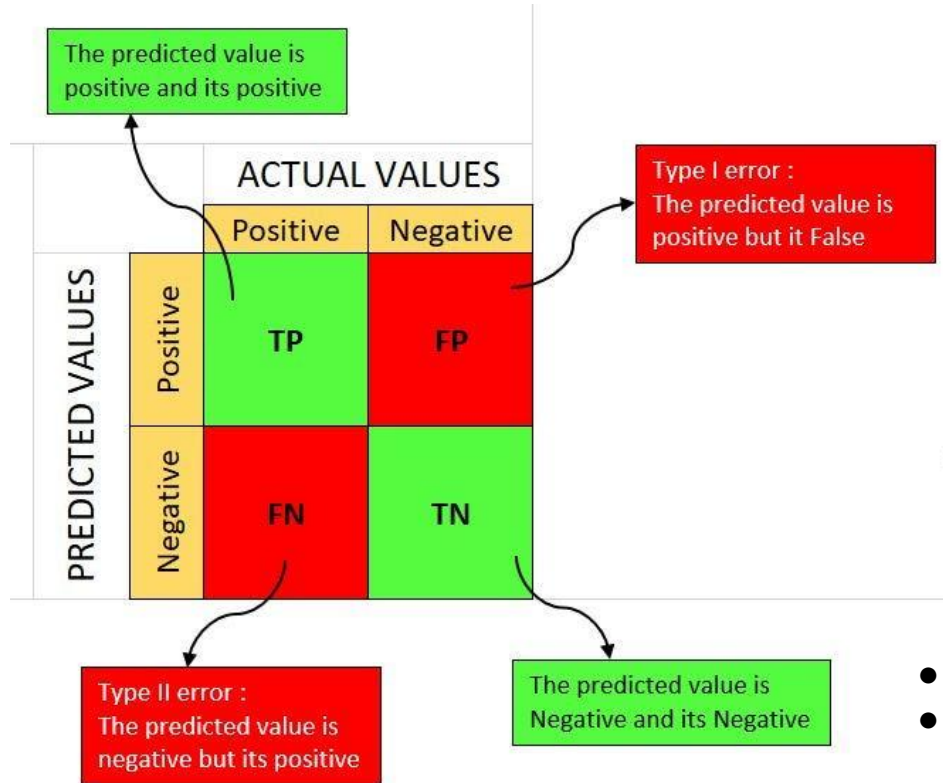 The predicted value is
positive and its positive
ACTUAL VALUES
Positive Negative
Type I error :
The predicted value is
positive but it False
PREDICTED VALUES
Positive
TP FP
Negative
FN TN
Type II error :
The predicted value is
negative but its positive
The predicted value is
Negative and its Negative
•
•